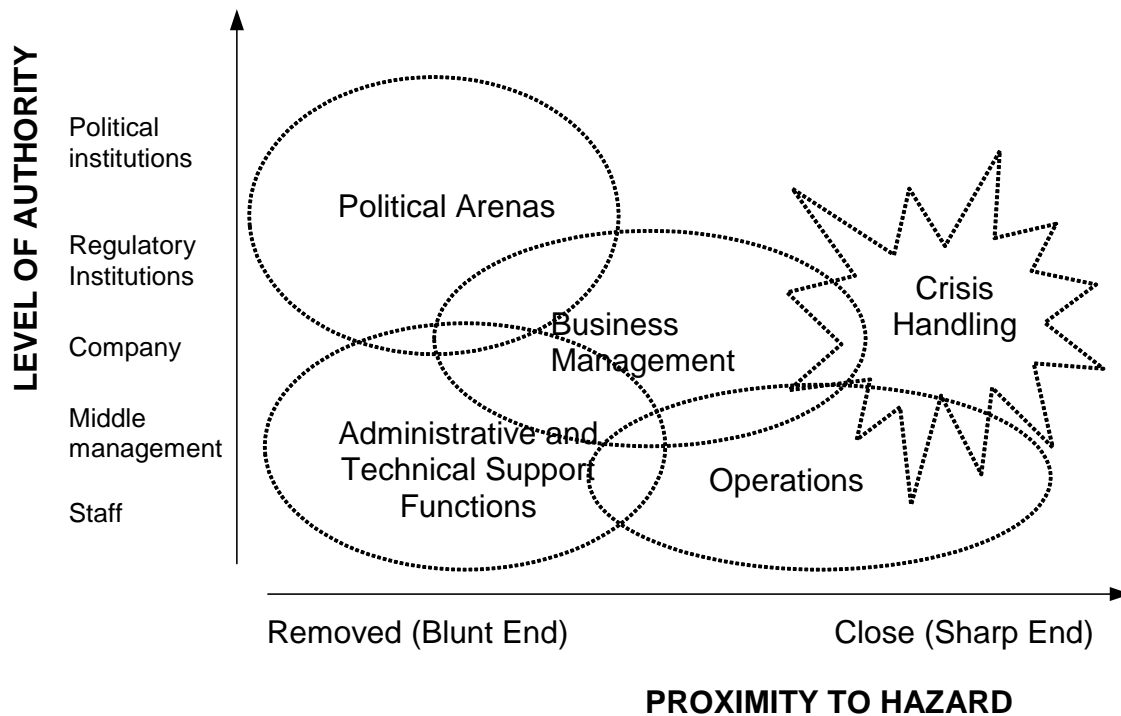 LEVEL OF AUTHORITY
Political
institutions
Regulatory
Institutions
Company
Middle
management
Staff
Political Arenas
Business
Management
Crisis
Handling
Administrative and
Technical Support
Functions
Operations
Removed (Blunt End)
Close (Sharp End)
PROXIMITY TO HAZARD